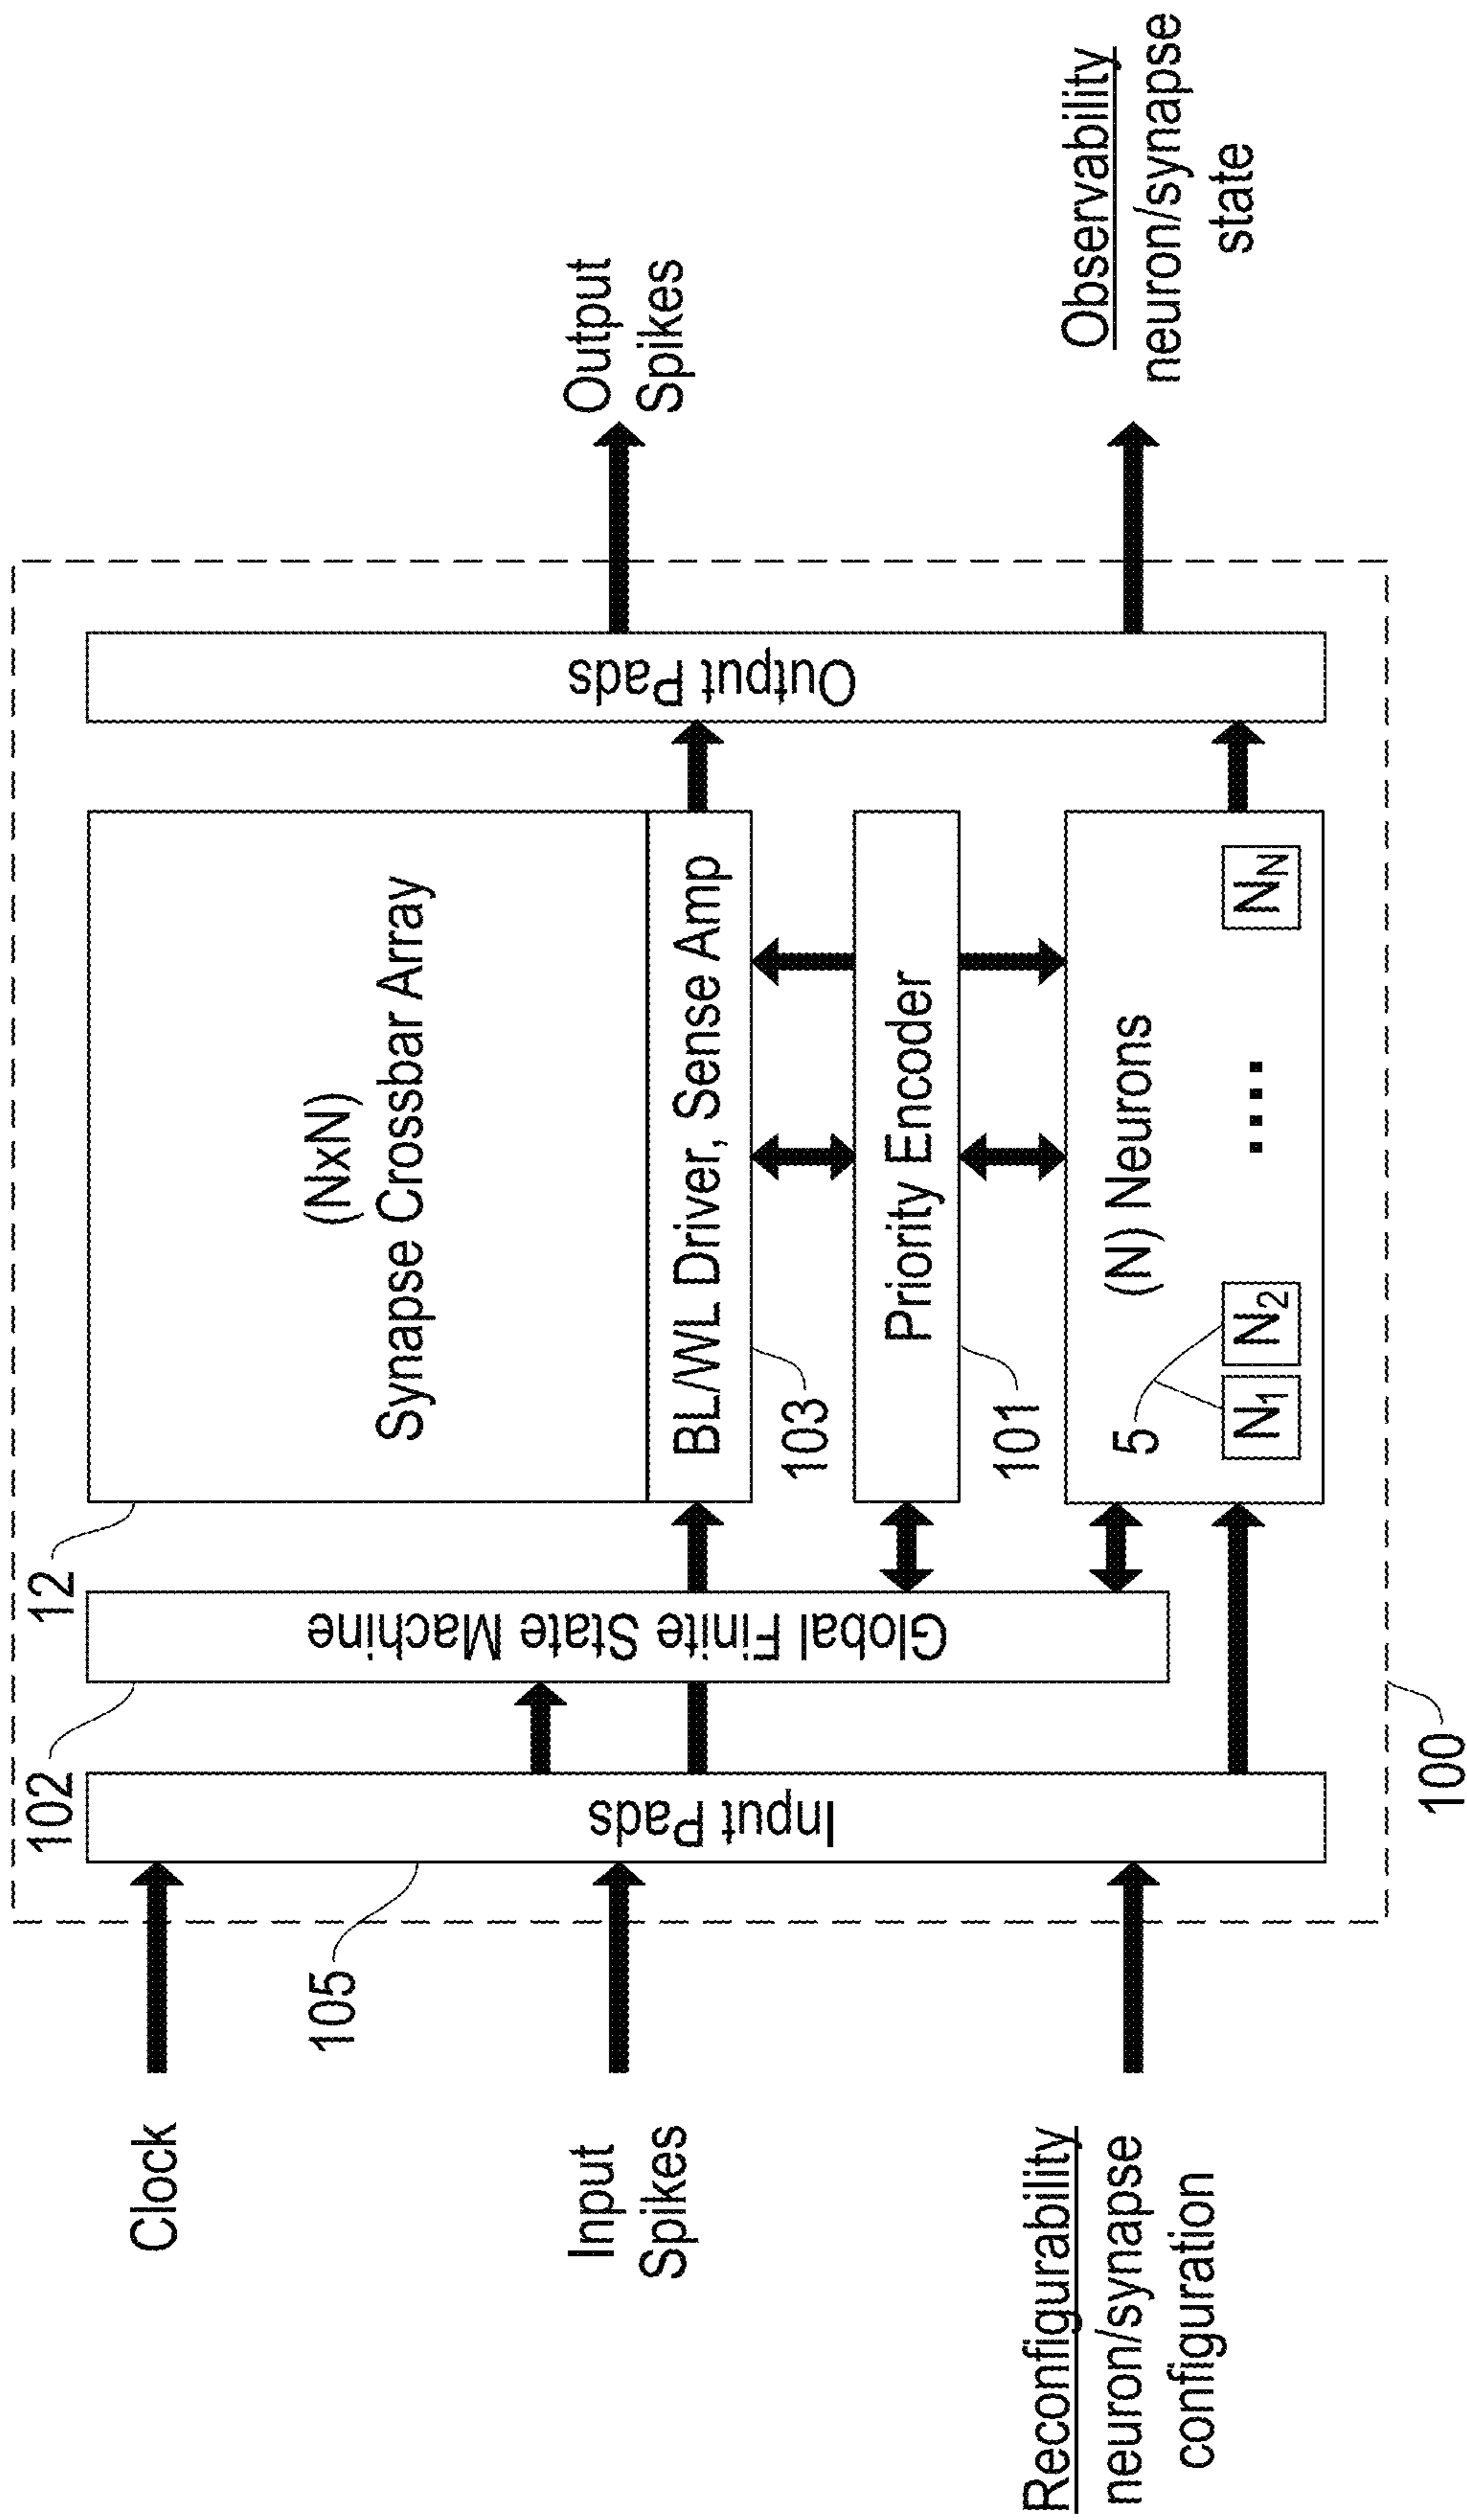 Clock
Input
Spikes
Reconfigurability
neuron/synapse
configuration
105
102
12
Input Pads
Global Finite State Machine
(NxN)
Synapse Crossbar Array
BL/WL Driver, Sense Amp
103
Priority Encoder
101
(N) Neurons
5
N1
N2
NN
Output Pads
Output
Spikes
Observability
neuron/synapse
state
100